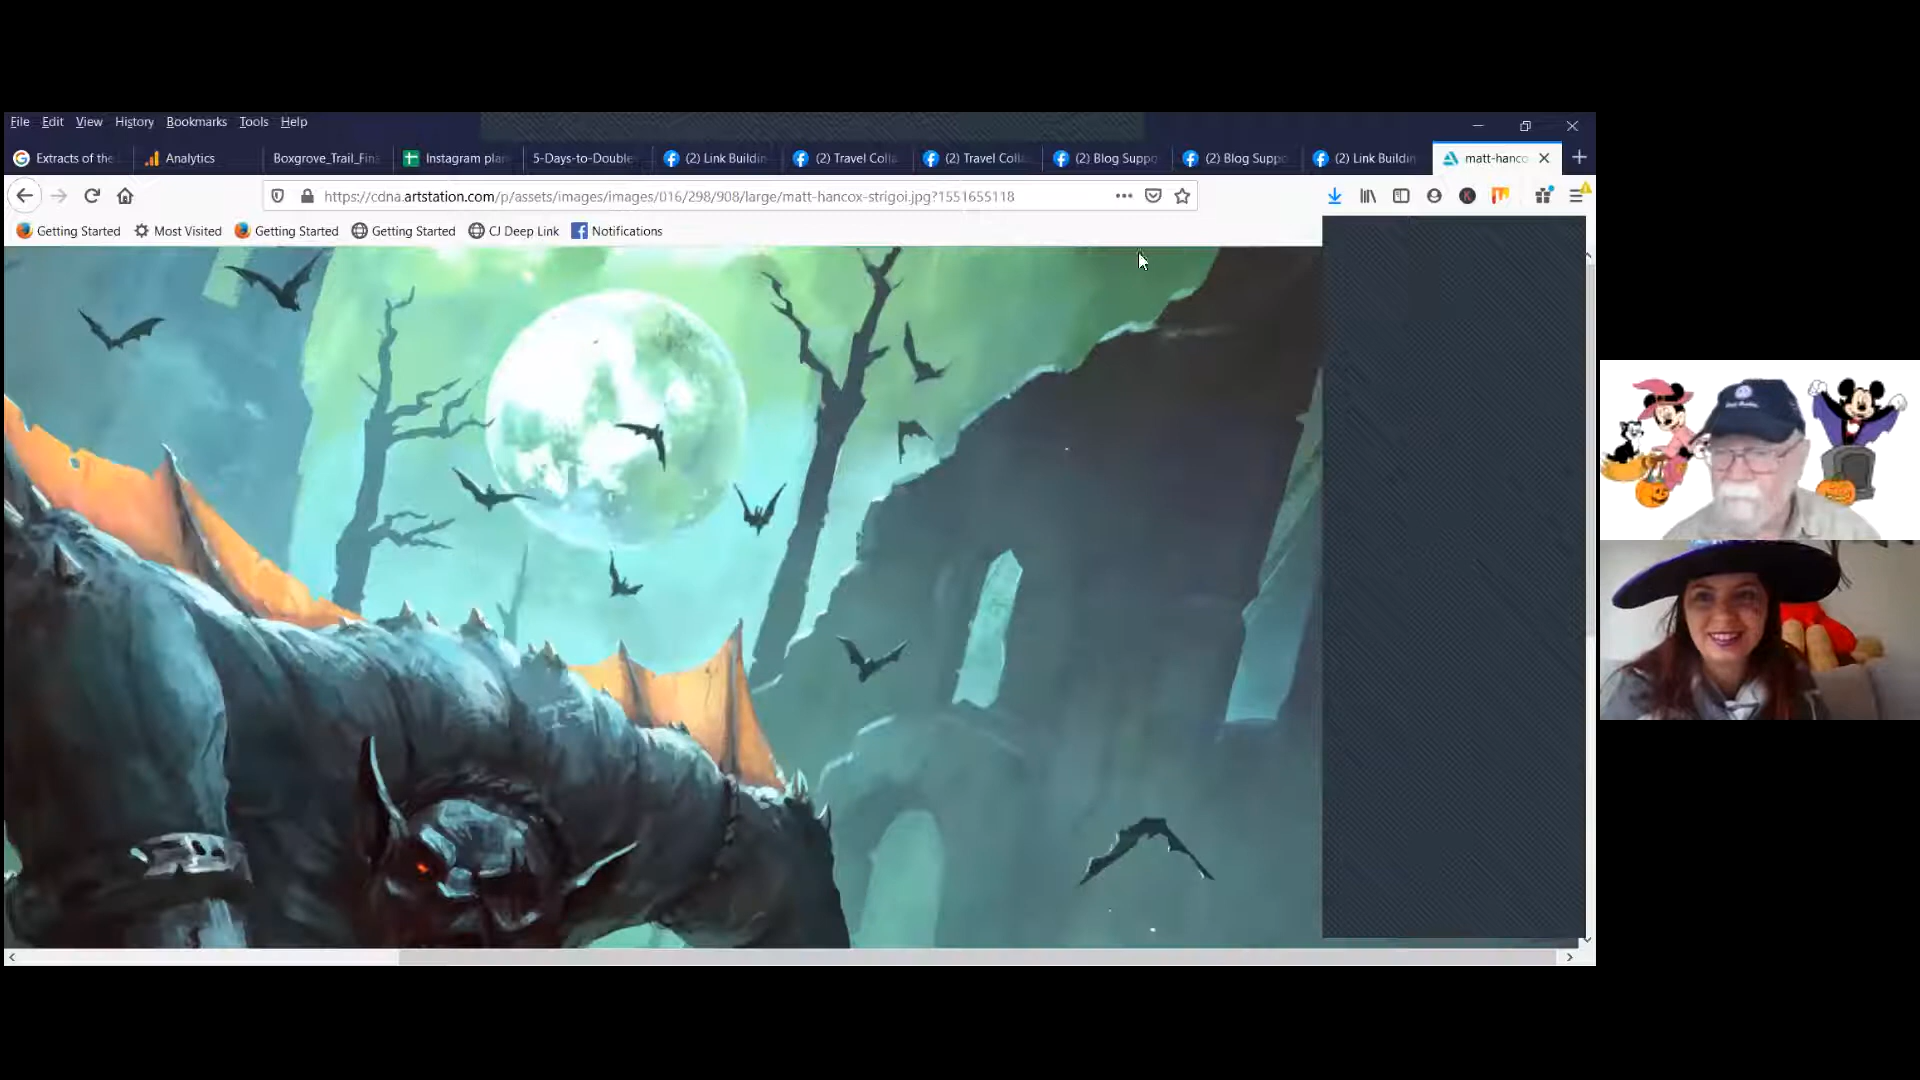 File Edit View History Bookmarks Tools Help
Extracts of the
Analytics
Boxgrove_Trail_Fin
Instagram plan
5-Days-to-Double
(2) Link Buildin
(2) Travel Colla
(2) Travel Colla
(2) Blog Suppo
(2) Blog Suppo
(2) Link Buildin
matt-hanco
https://cdna.artstation.com/p/assets/images/images/016/298/908/large/matt-hancox-strigoi.jpg?1551655118
Getting Started Most Visited Getting Started Getting Started CJ Deep Link Notifications